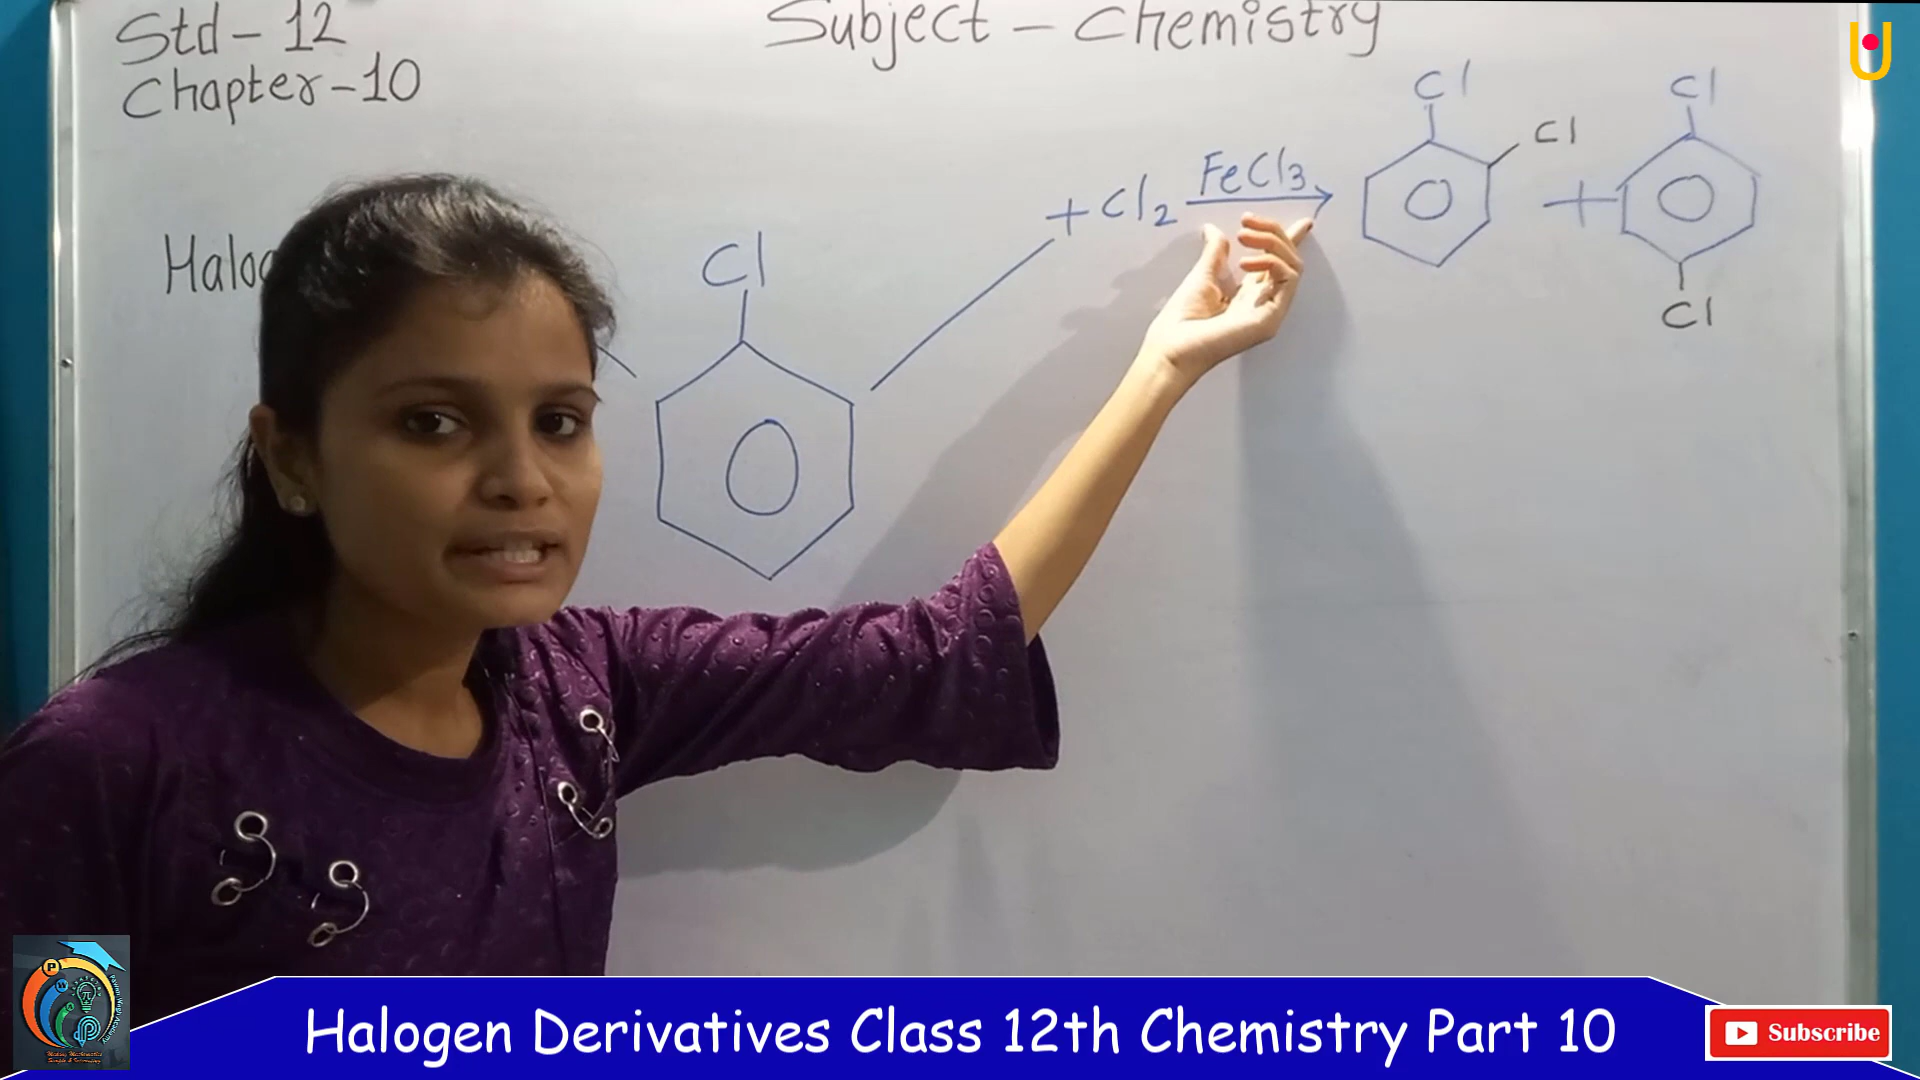 Std - 12
Subject - Chemistry
Chapter - 10
Cl
Cl
Cl
+ Cl2 FeCl3
+
Cl
Cl
Halogen Derivatives Class 12th Chemistry Part 10
Subscribe